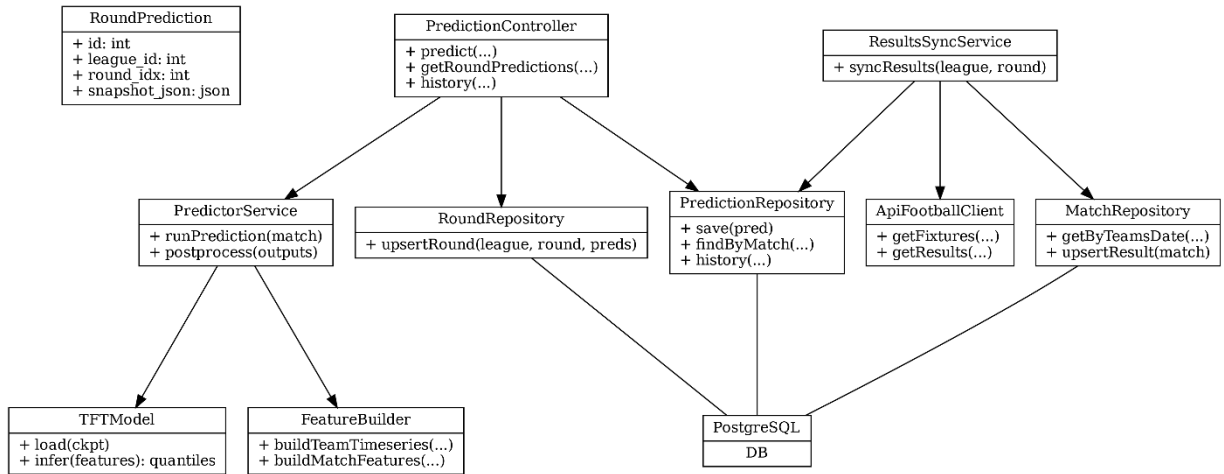 RoundPrediction
+ id: int
+ league_id: int
+ round_idx: int
+ snapshot_json: json
PredictionController
+ predict(...)
+ getRoundPredictions(...)
+ history(...)
ResultsSyncService
+ syncResults(league, round)
PredictorService
+ runPrediction(match)
+ postprocess(outputs)
RoundRepository
+ upsertRound(league, round, preds)
PredictionRepository
+ save(pred)
+ findByMatch(...)
+ history(...)
ApiFootballClient
+ getFixtures(...)
+ getResults(...)
MatchRepository
+ getByTeamsDate(...)
+ upsertResult(match)
TFTModel
+ load(ckpt)
+ infer(features): quantiles
FeatureBuilder
+ buildTeamTimeseries(...)
+ buildMatchFeatures(...)
PostgreSQL
DB